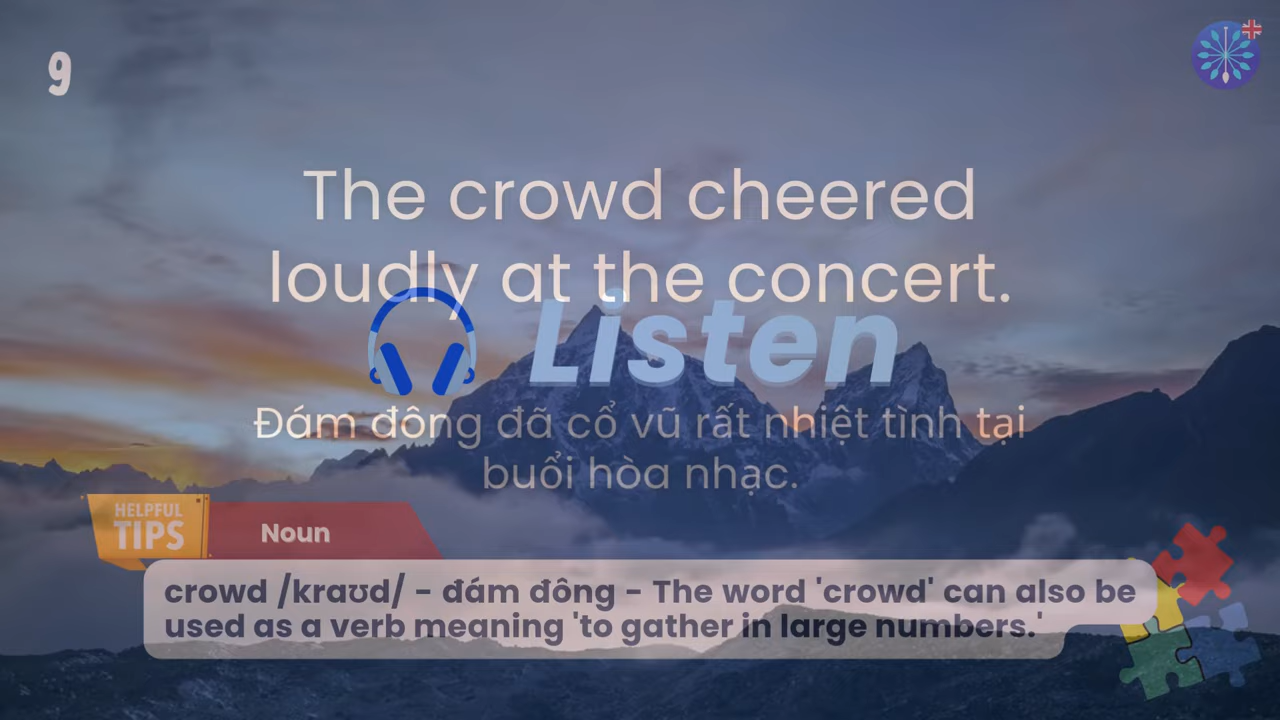 9
The crowd cheered
loudly at the concert.
Listen
Đám đông đã cổ vũ rất nhiệt tình tại
buổi hòa nhạc.
HELPFUL
TIPS
Noun
crowd /kraʊd/ - đám đông - The word 'crowd' can also be
used as a verb meaning 'to gather in large numbers.'